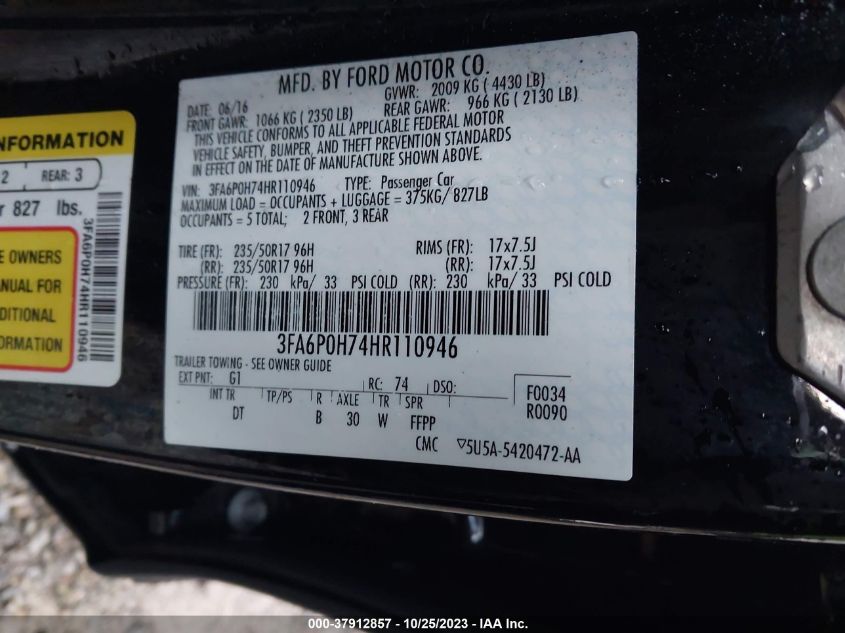 MFD. BY FORD MOTOR CO.
DATE: 06/16 GVWR: 2009 KG ( 4430 LB)
FRONT GAWR: 1066 KG ( 2350 LB) REAR GAWR: 966 KG ( 2130 LB)
THIS VEHICLE CONFORMS TO ALL APPLICABLE FEDERAL MOTOR
VEHICLE SAFETY, BUMPER, AND THEFT PREVENTION STANDARDS
IN EFFECT ON THE DATE OF MANUFACTURE SHOWN ABOVE.
VIN: 3FA6P0H74HR110946 TYPE: Passenger Car
MAXIMUM LOAD = OCCUPANTS + LUGGAGE = 375KG/ 827LB
OCCUPANTS = 5 TOTAL; 2 FRONT, 3 REAR
TIRE (FR): 235/50R17 96H RIMS (FR): 17x7.5J
(RR): 235/50R17 96H (RR): 17x7.5J
PRESSURE (FR): 230 kPa/ 33 PSI COLD (RR): 230 kPa/ 33 PSI COLD
3FA6P0H74HR110946
TRAILER TOWING - SEE OWNER GUIDE
EXT PNT: G1 RC: 74 DSO:
INT TR TP/PS R AXLE TR SPR F0034
DT B 30 W FFPP R0090
CMC ▽5U5A-5420472-AA
INFORMATION
2 REAR: 3
827 lbs.
OWNERS
MANUAL FOR
INFORMATION
3FA6P0H74HR110946
000-37912857 - 10/25/2023 - IAA Inc.